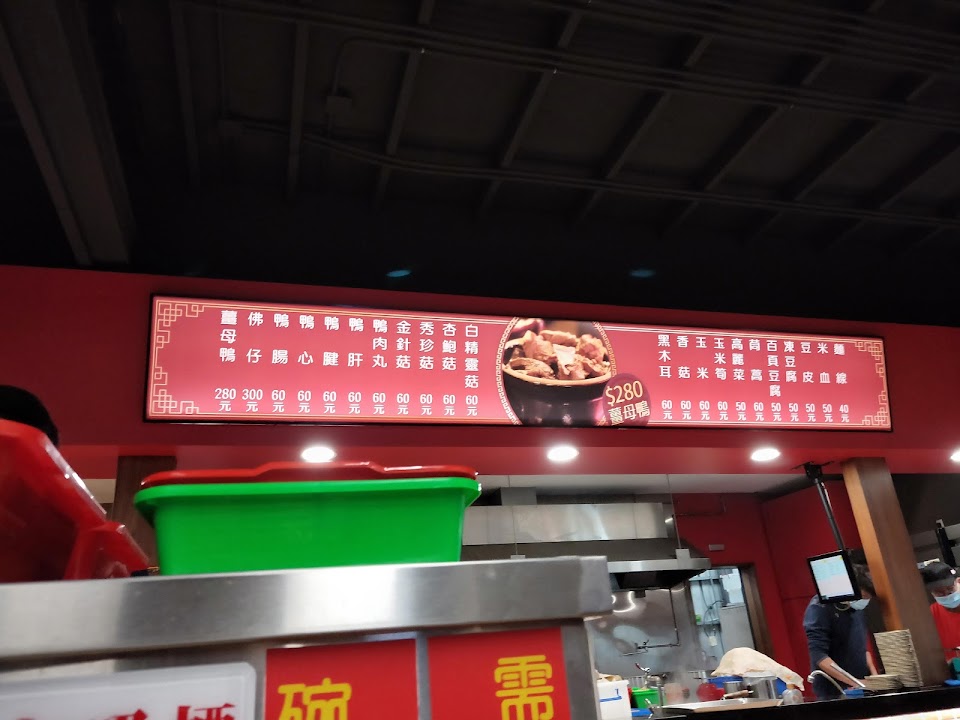 薑母鴨 280元
佛仔 300元
鴨腸 60元
鴨心 60元
鴨腱 60元
鴨肝 60元
鴨肉丸 60元
金針菇 60元
秀珍菇 60元
杏鮑菇 60元
白精靈菇 60元
$280
薑母鴨
黑木耳 60元
香菇 60元
玉米 60元
玉米筍 60元
高麗菜 50元
茼蒿 60元
百頁豆腐 50元
凍豆腐 50元
豆皮 50元
米血 50元
麵線 40元
碗
需